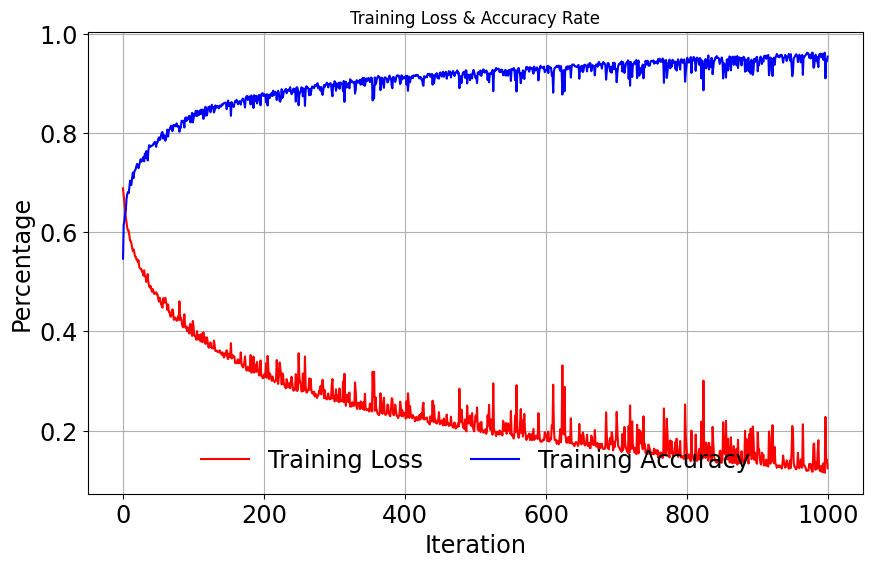 Training Loss & Accuracy Rate
1.0
0.8
0.6
0.4
0.2
Percentage
Training Loss Training Accuracy
0 200 400 600 800 1000
Iteration